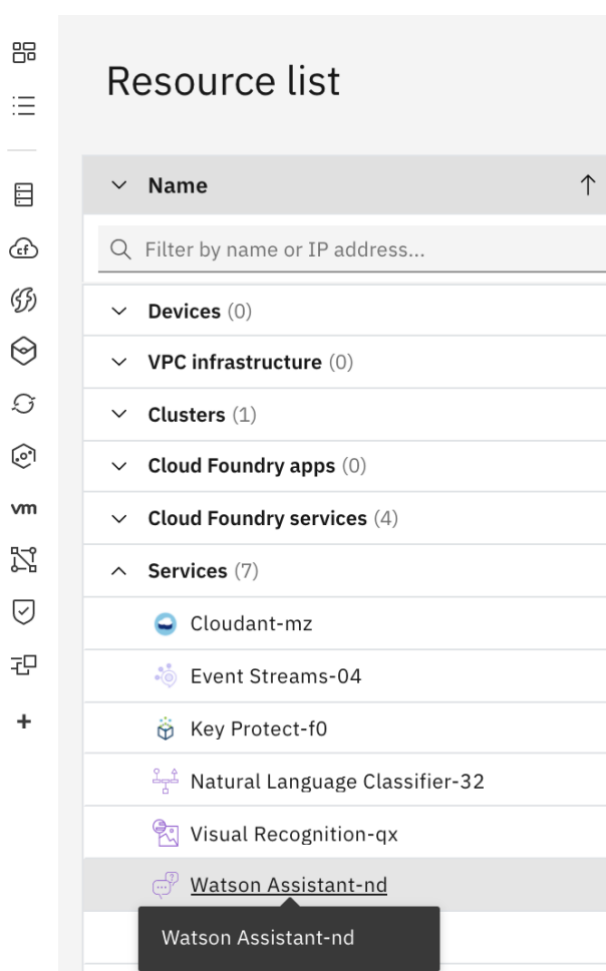 Resource list
Name
Filter by name or IP address...
Devices (0)
VPC infrastructure (0)
Clusters (1)
cf
Cloud Foundry apps (0)
Cloud Foundry services (4)
vm
Services (7)
Cloudant-mz
Event Streams-04
Key Protect-f0
Natural Language Classifier-32
Visual Recognition-qx
Watson Assistant-nd
Watson Assistant-nd